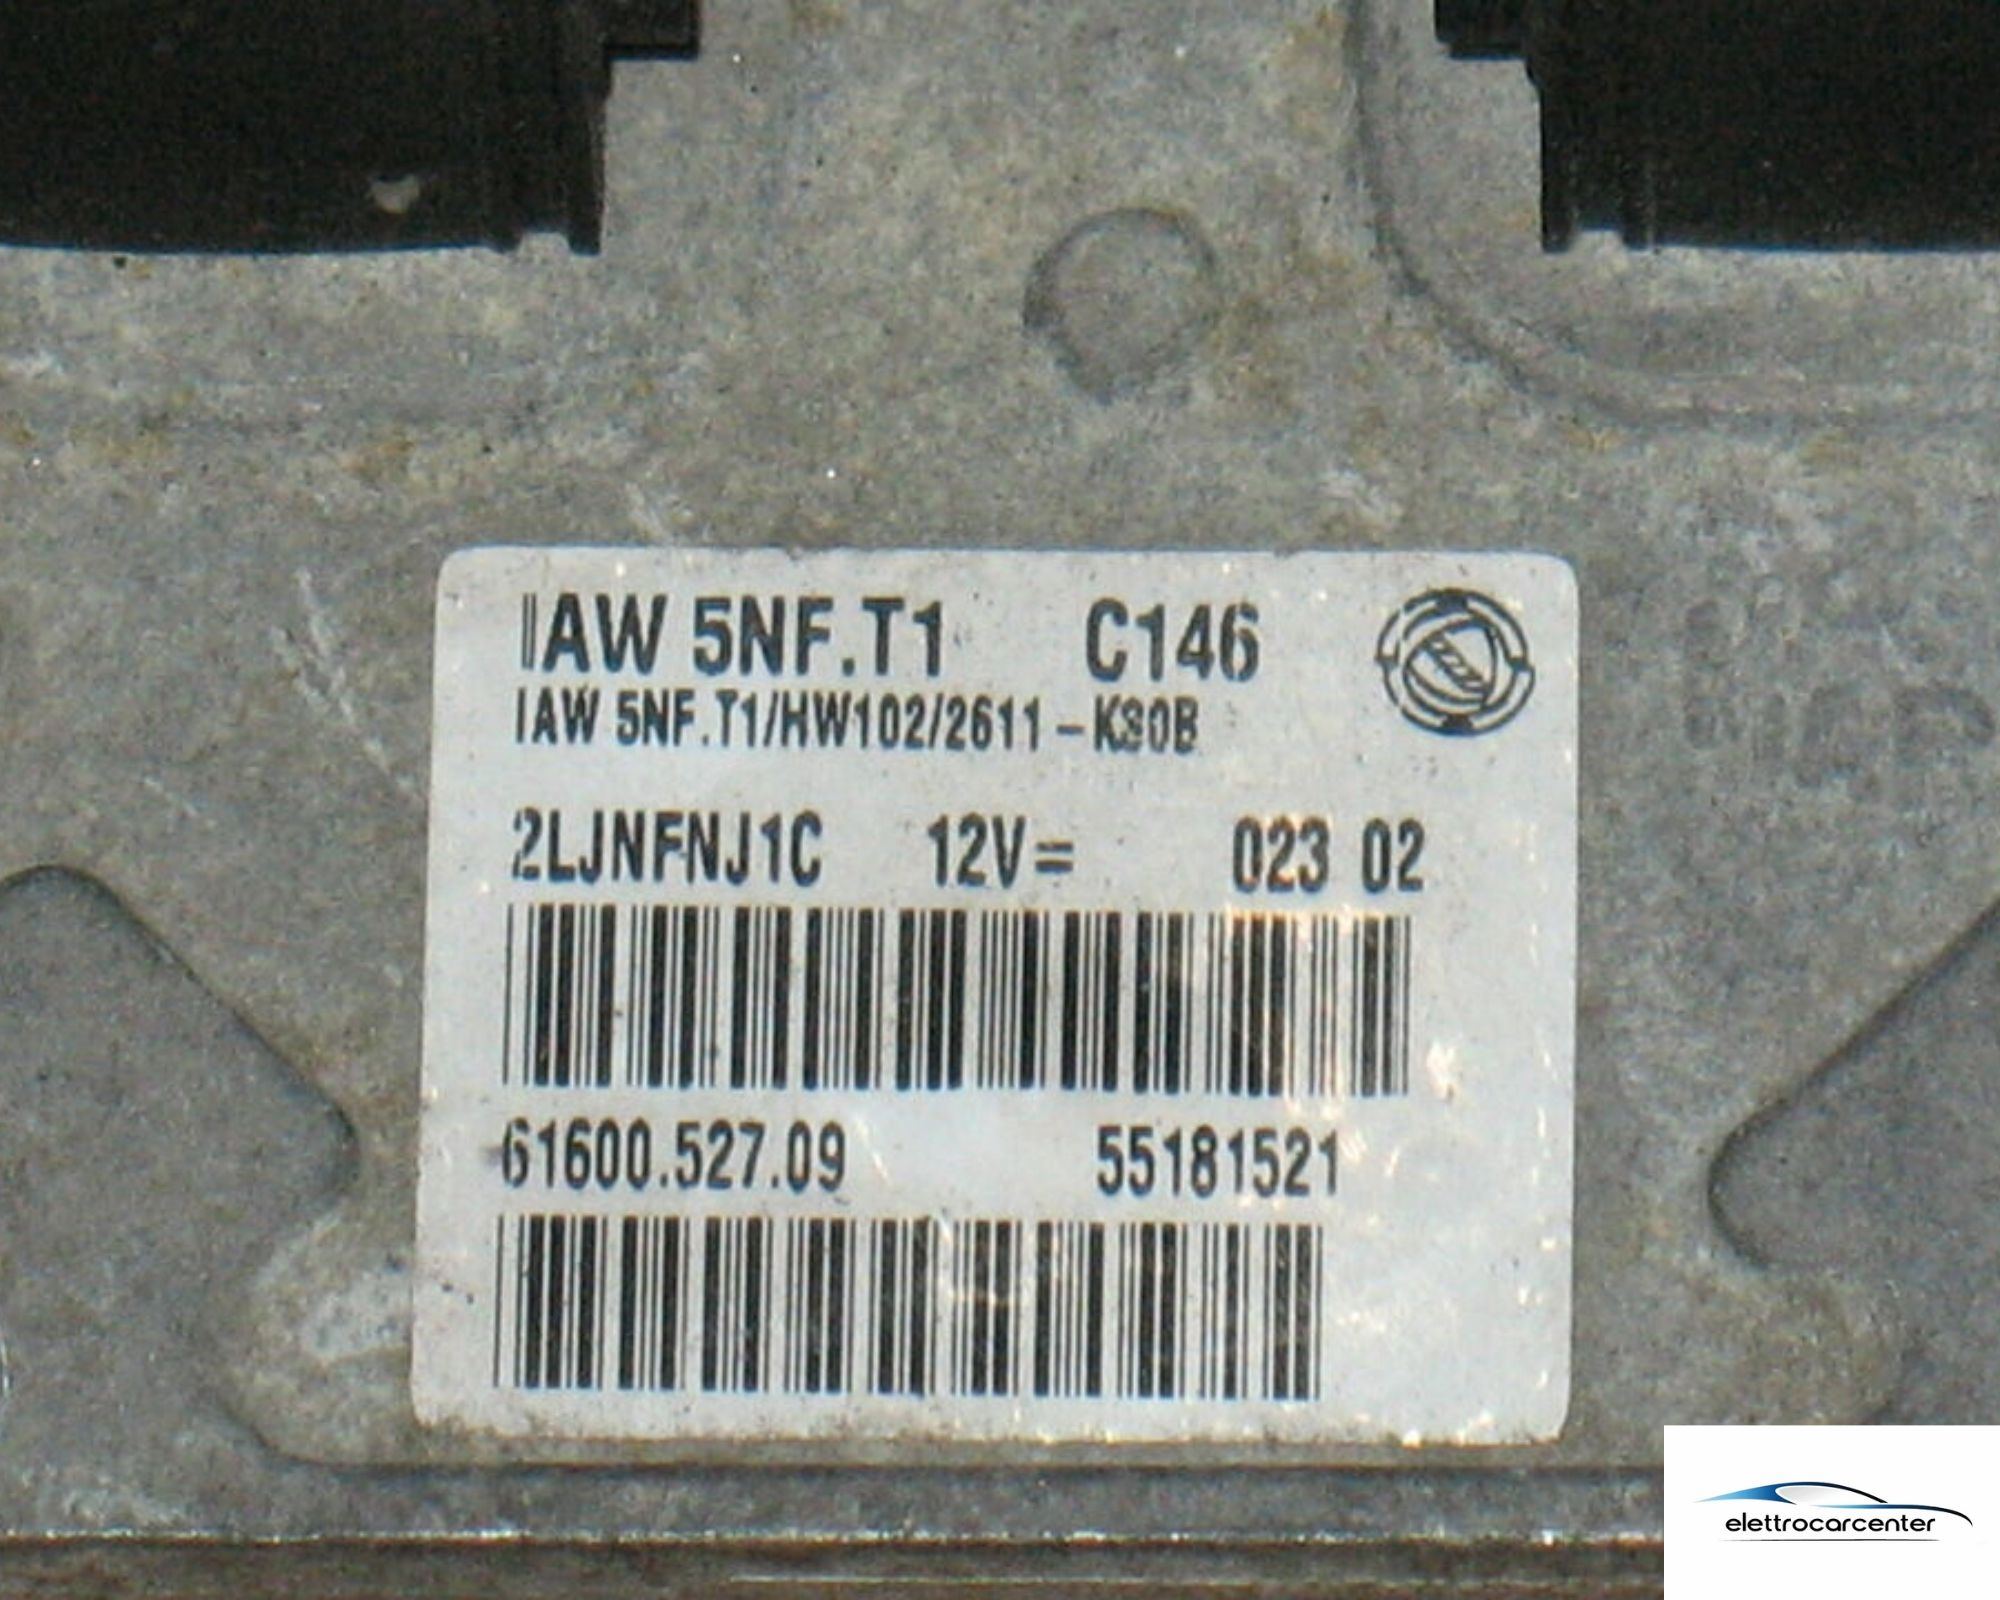 IAW 5NF.T1 C146
IAW 5NF.T1/HW102/2611-K30B
2LJNFNJ1C 12V= 023 02
61600.527.09 55181521
elettrocarcenter